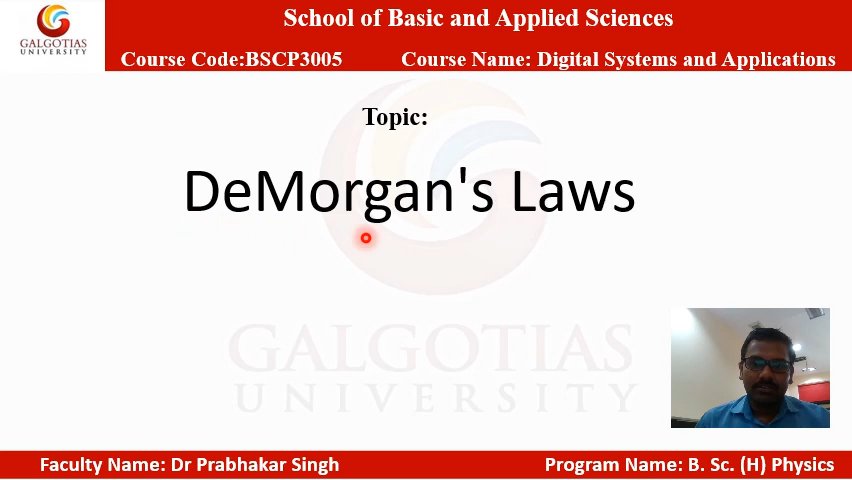 School of Basic and Applied Sciences
GALGOTIAS
UNIVERSITY
Course Code:BSCP3005 Course Name: Digital Systems and Applications
Topic:
DeMorgan's Laws
GALGOTIAS
UNIVERSITY
Faculty Name: Dr Prabhakar Singh Program Name: B. Sc. (H) Physics